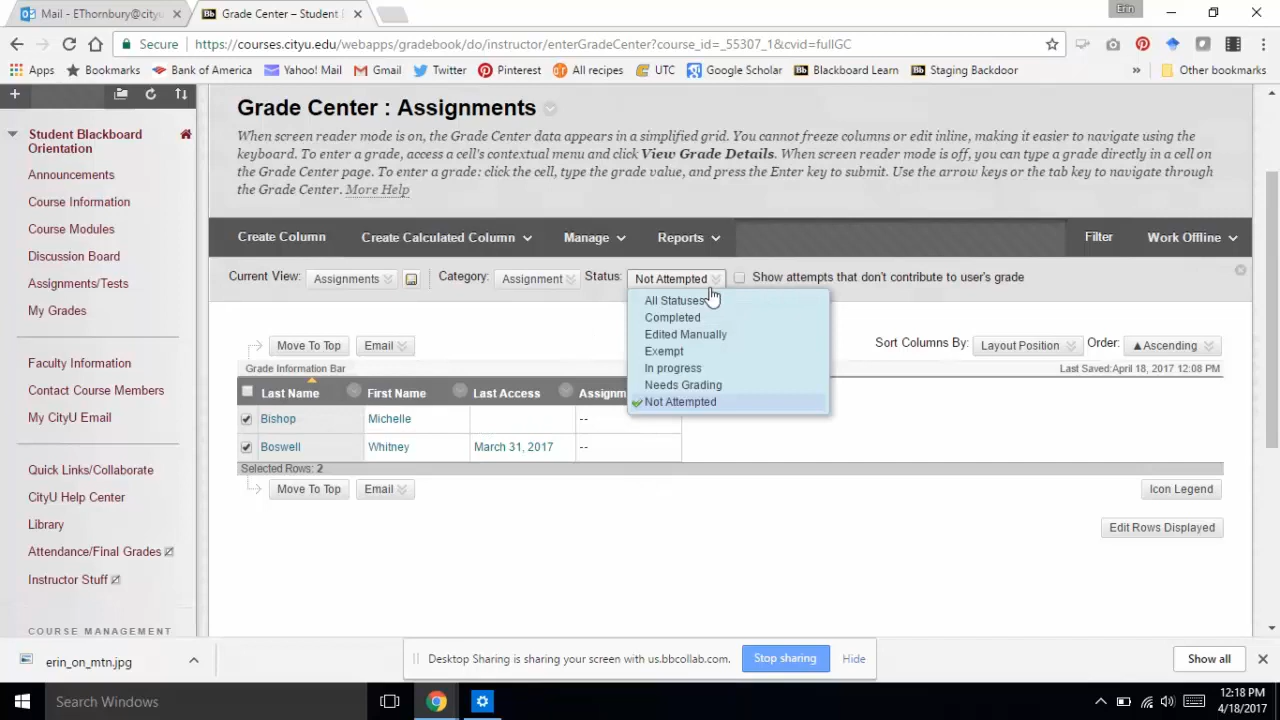 Mail - EThornbury@cityu
Grade Center – Student
Erin
Secure
https://courses.cityu.edu/webapps/gradebook/do/instructor/enterGradeCenter?course_id=_55307_1&cvid=fullGC
Apps
Bookmarks
Bank of America
Yahoo! Mail
Gmail
Twitter
Pinterest
All recipes
UTC
Google Scholar
Blackboard Learn
Staging Backdoor
»
Other bookmarks
Student Blackboard
Orientation
Announcements
Course Information
Course Modules
Discussion Board
Assignments/Tests
My Grades
Faculty Information
Contact Course Members
My CityU Email
Quick Links/Collaborate
CityU Help Center
Library
Attendance/Final Grades
Instructor Stuff
COURSE MANAGEMENT
Grade Center : Assignments
When screen reader mode is on, the Grade Center data appears in a simplified grid. You cannot freeze columns or edit inline, making it easier to navigate using the
keyboard. To enter a grade, access a cell's contextual menu and click View Grade Details. When screen reader mode is off, you can type a grade directly in a cell on
the Grade Center page. To enter a grade: click the cell, type the grade value, and press the Enter key to submit. Use the arrow keys or the tab key to navigate through
the Grade Center. More Help
Create Column
Create Calculated Column
Manage
Reports
Filter
Work Offline
Current View:
Assignments
Category:
Assignment
Status:
Not Attempted
Show attempts that don't contribute to user's grade
All Statuses
Completed
Edited Manually
Exempt
In progress
Needs Grading
Not Attempted
Move To Top
Email
Sort Columns By:
Layout Position
Order:
▲Ascending
Grade Information Bar
Last Saved:April 18, 2017 12:08 PM
Last Name
First Name
Last Access
Assignm
Bishop
Michelle
--
Boswell
Whitney
March 31, 2017
--
Selected Rows: 2
Move To Top
Email
Icon Legend
Edit Rows Displayed
erin_on_mtn.jpg
Desktop Sharing is sharing your screen with us.bbcollab.com.
Stop sharing
Hide
Show all
Search Windows
12:18 PM
4/18/2017